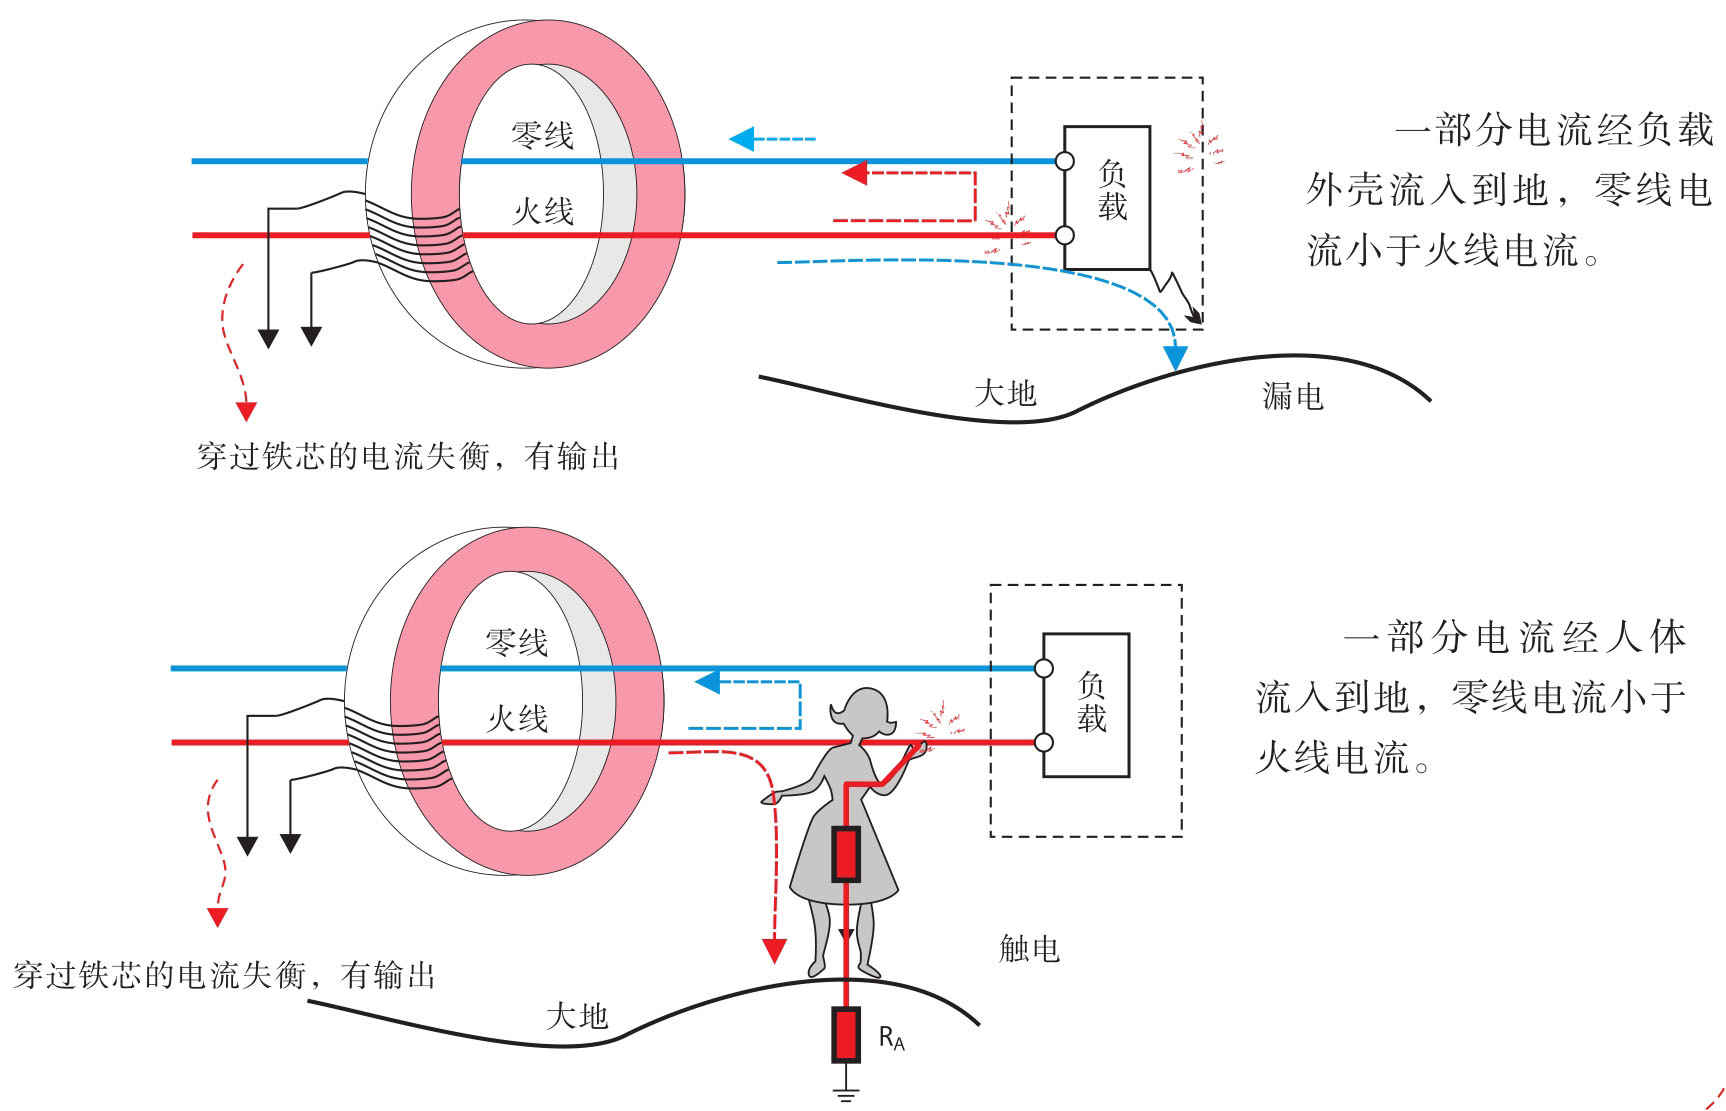 零线
火线
负载
一部分电流经负载
外壳流入到地，零线电
流小于火线电流。
大地
漏电
穿过铁芯的电流失衡，有输出
零线
火线
负载
一部分电流经人体
流入到地，零线电流小于
火线电流。
触电
穿过铁芯的电流失衡，有输出
大地
RA